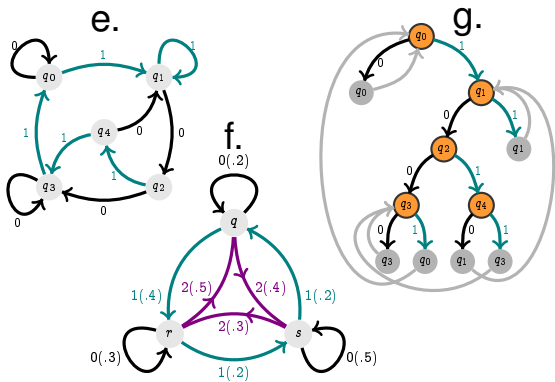 e.
0
1
1
q0
q1
1
1
q4
0
0
1
q3
q2
0
0
f.
0(.2)
q
1(.4)
2(.5)
2(.4)
1(.2)
2(.3)
r
s
0(.3)
1(.2)
0(.5)
g.
q0
0
1
q0
q1
0
1
q2
q1
0
1
q3
q4
0
1
0
1
q3
q0
q1
q3